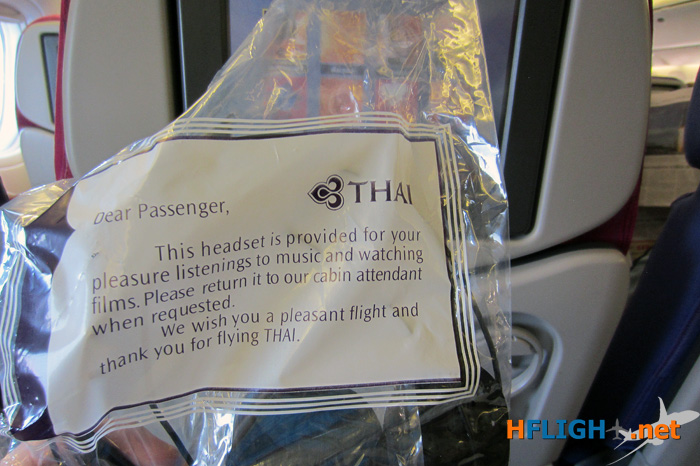 THAI
Dear Passenger,
This headset is provided for your
pleasure listenings to music and watching
films. Please return it to our cabin attendant
when requested.
We wish you a pleasant flight and
thank you for flying THAI.
HFLIGHT.net